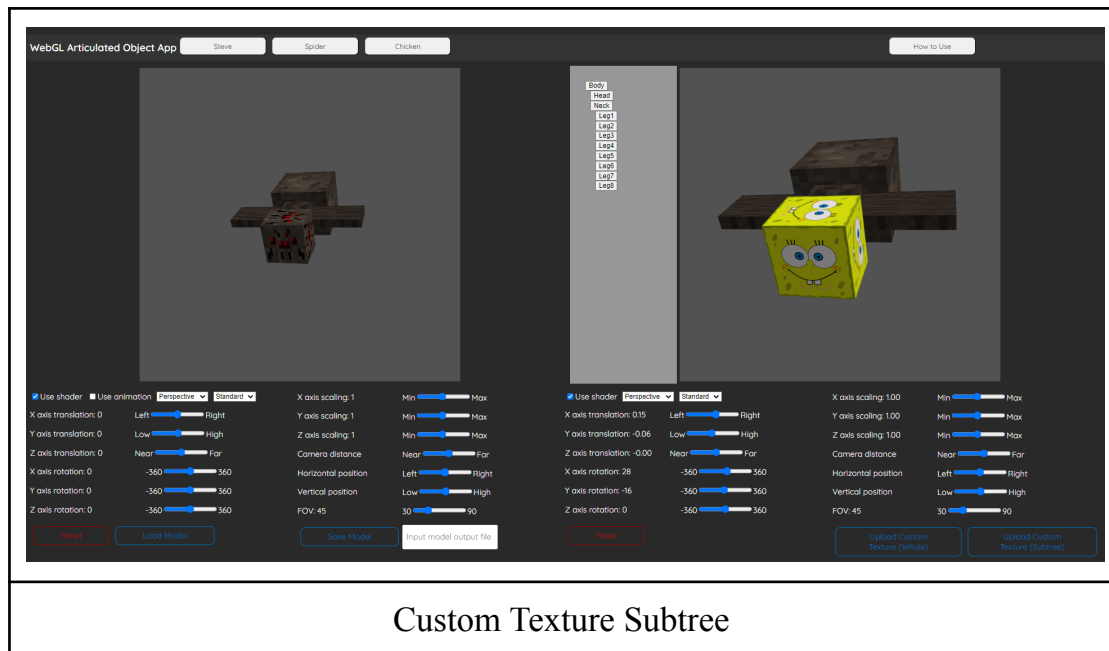 WebGL Articulated Object App Steve Spider Chicken How to Use
Body
Head
Neck
Leg1
Leg2
Leg3
Leg4
Leg5
Leg6
Leg7
Leg8
Use shader Use animation Perspective Standard X axis scaling: 1 Min Max
X axis translation: 0 Left Right Y axis scaling: 1 Min Max
Y axis translation: 0 Low High Z axis scaling: 1 Min Max
Z axis translation: 0 Near Far Camera distance Near Far
X axis rotation: 0 -360 360 Horizontal position Left Right
Y axis rotation: 0 -360 360 Vertical position Low High
Z axis rotation: 0 -360 360 FOV: 45 30 90
Reset Load Model Save Model Input model output file
Use shader Perspective Standard X axis scaling: 1.00 Min Max
X axis translation: 0.15 Left Right Y axis scaling: 1.00 Min Max
Y axis translation: -0.06 Low High Z axis scaling: 1.00 Min Max
Z axis translation: -0.00 Near Far Camera distance Near Far
X axis rotation: 28 -360 360 Horizontal position Left Right
Y axis rotation: -16 -360 360 Vertical position Low High
Z axis rotation: 0 -360 360 FOV: 45 30 90
Reset Upload Custom Texture (Whole) Upload Custom Texture (Subtree)
Custom Texture Subtree